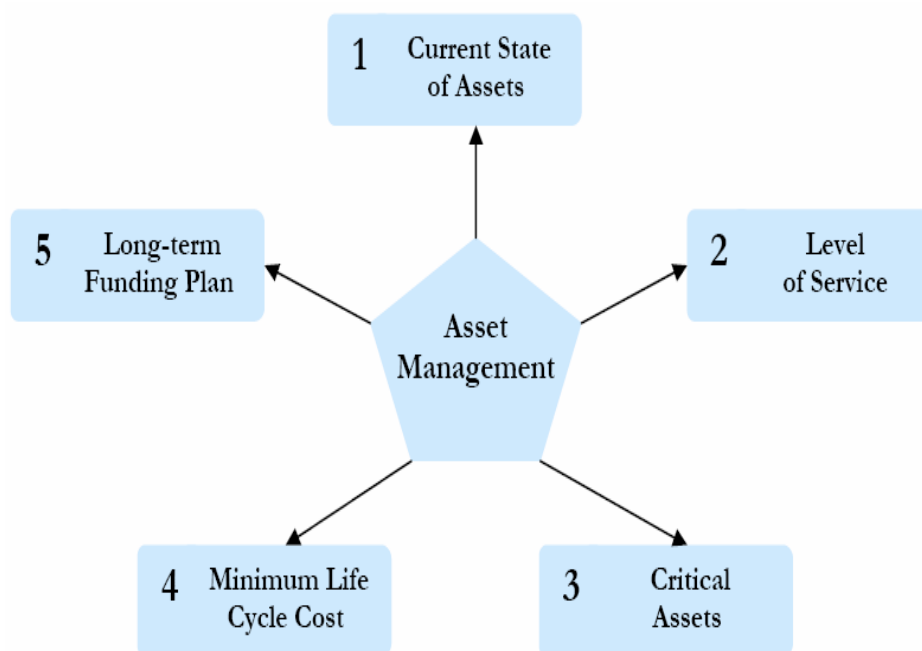 1
Current State
of Assets
5
Long-term
Funding Plan
2
Level
of Service
Asset
Management
4
Minimum Life
Cycle Cost
3
Critical
Assets